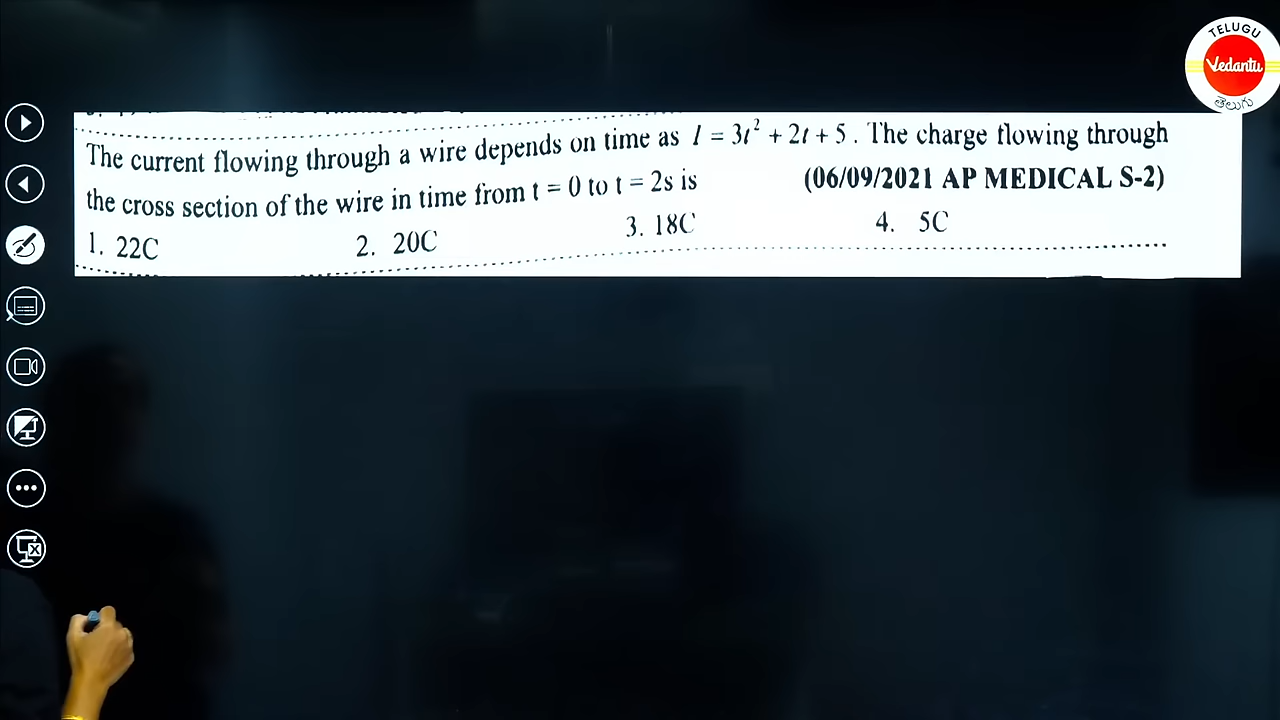 TELUGU
Vedantu
తెలుగు
The current flowing through a wire depends on time as I = 3t² + 2t + 5. The charge flowing through
the cross section of the wire in time from t = 0 to t = 2s is (06/09/2021 AP MEDICAL S-2)
1. 22C 2. 20C 3. 18C 4. 5C